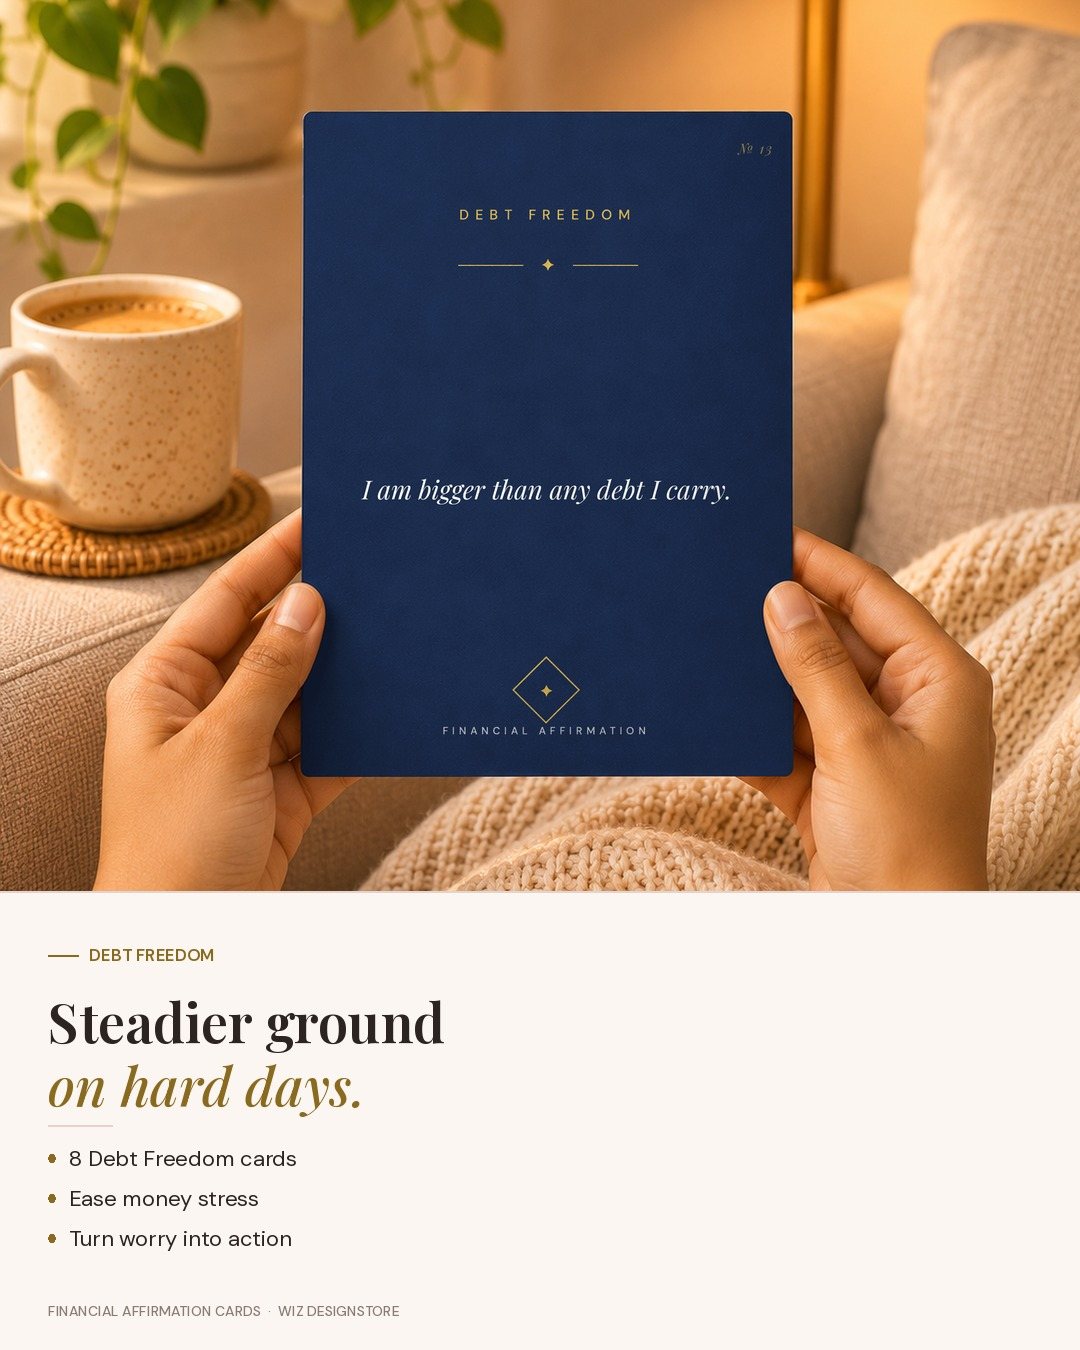 № 13
DEBT FREEDOM
I am bigger than any debt I carry.
FINANCIAL AFFIRMATION
DEBT FREEDOM
Steadier ground
on hard days.
8 Debt Freedom cards
Ease money stress
Turn worry into action
FINANCIAL AFFIRMATION CARDS · WIZ DESIGNSTORE